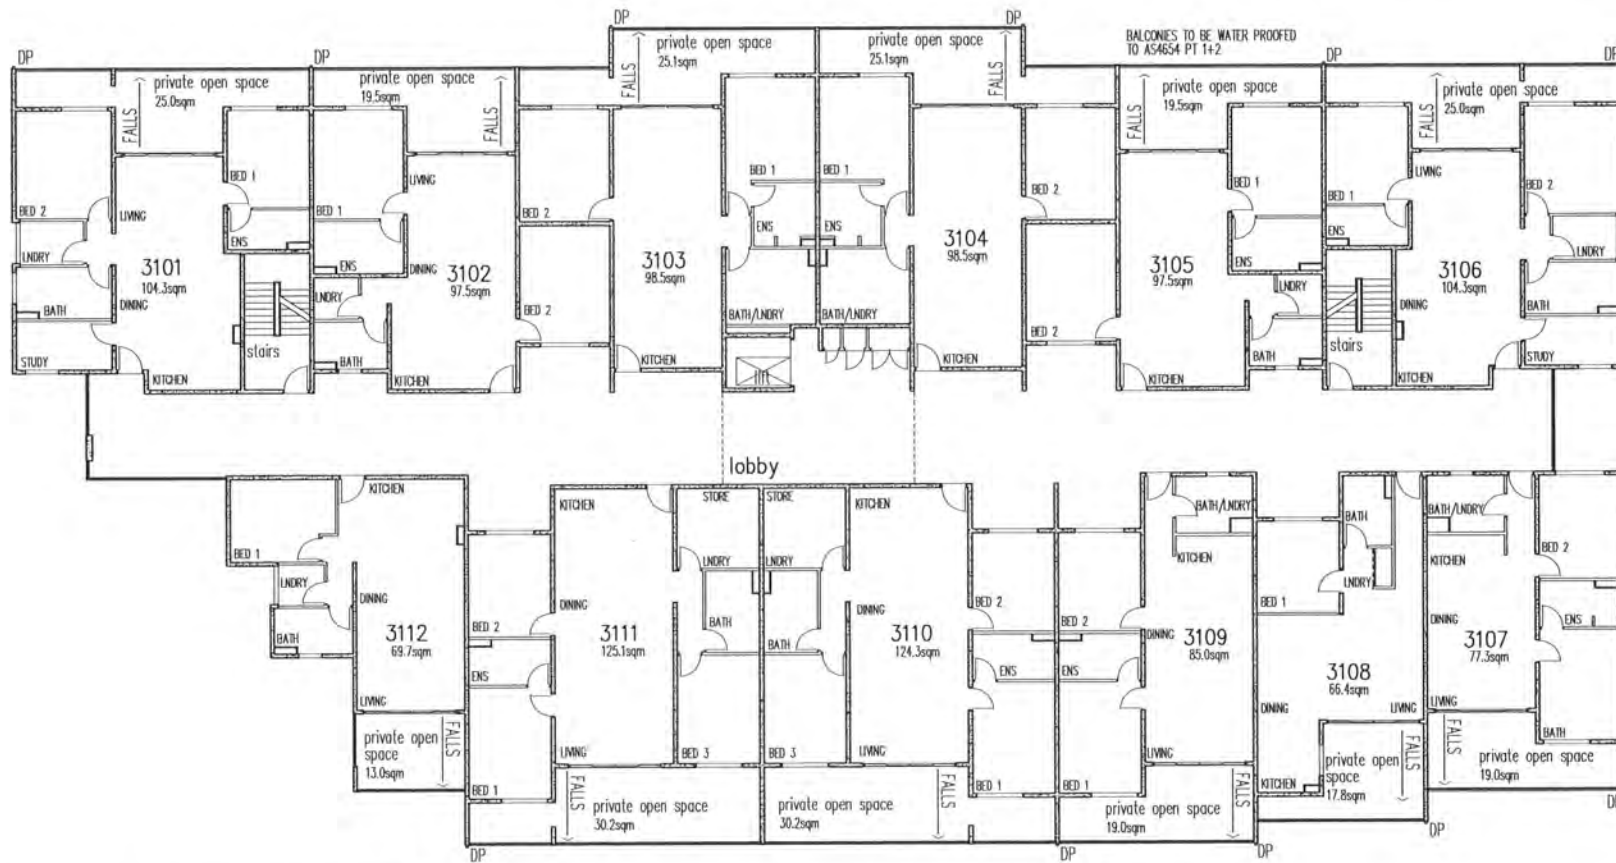 DP
DP
BALCONIES TO BE WATER PROOFED
TO AS4654 PT 1+2
DP
DP
DP
DP
private open space
25.0sqm
FALLS
private open space
19.5sqm
FALLS
private open space
25.1sqm
FALLS
private open space
25.1sqm
FALLS
private open space
19.5sqm
FALLS
private open space
25.0sqm
FALLS
BED 2
LIVING
BED 1
LNDRY
ENS
3101
104.3sqm
BATH
DINING
STUDY
KITCHEN
stairs
BED 1
LIVING
ENS
DINING
3102
97.5sqm
LNDRY
BATH
KITCHEN
BED 2
BED 2
3103
98.5sqm
KITCHEN
BED 1
ENS
BATH/LNDRY
lift
BED 1
ENS
BATH/LNDRY
3104
98.5sqm
KITCHEN
BED 2
BED 2
3105
97.5sqm
KITCHEN
BED 1
ENS
LNDRY
BATH
stairs
BED 1
ENS
LIVING
3106
104.3sqm
DINING
KITCHEN
BED 2
LNDRY
BATH
STUDY
lobby
KITCHEN
BED 1
LNDRY
DINING
BATH
3112
69.7sqm
LIVING
private open
space
13.0sqm
FALLS
KITCHEN
BED 2
DINING
ENS
3111
125.1sqm
LIVING
BED 1
STORE
LNDRY
BATH
BED 3
FALLS
private open space
30.2sqm
STORE
LNDRY
BATH
BED 3
KITCHEN
DINING
3110
124.3sqm
LIVING
BED 2
ENS
BED 1
private open space
30.2sqm
FALLS
BED 2
ENS
BED 1
BATH/LNDRY
KITCHEN
DINING
3109
85.0sqm
LIVING
private open space
19.0sqm
FALLS
BATH
LNDRY
BED 1
3108
66.4sqm
DINING
LIVING
KITCHEN
private open
space
17.8sqm
FALLS
BATH/LNDRY
KITCHEN
DINING
3107
77.3sqm
LIVING
BED 2
ENS
BATH
FALLS
private open space
19.0sqm
DP
DP
DP
DP
DP